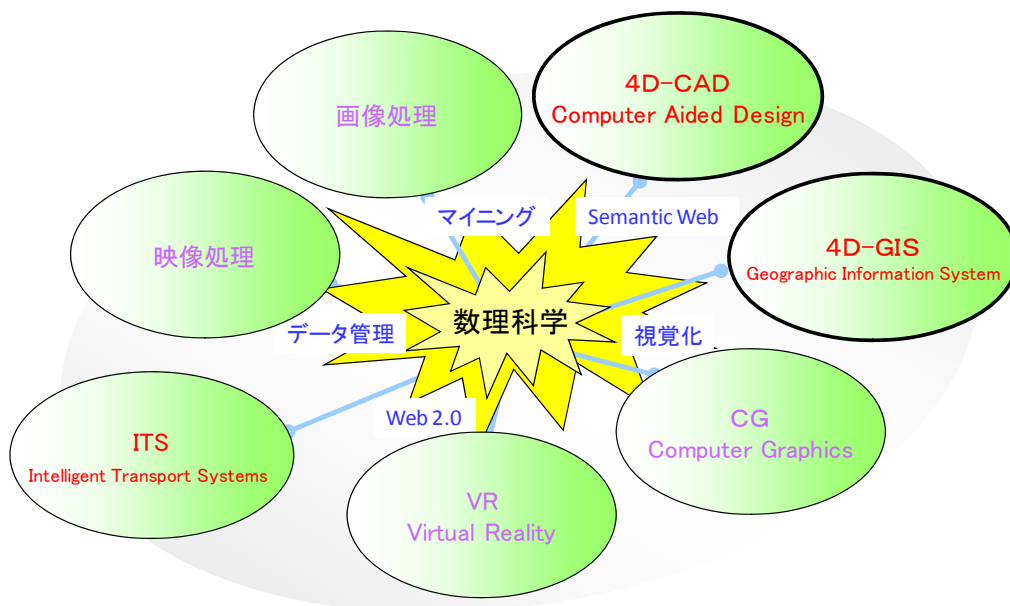 画像処理
4D-CAD
Computer Aided Design
映像処理
マイニング
Semantic Web
4D-GIS
Geographic Information System
データ管理
数理科学
視覚化
ITS
Intelligent Transport Systems
Web 2.0
CG
Computer Graphics
VR
Virtual Reality